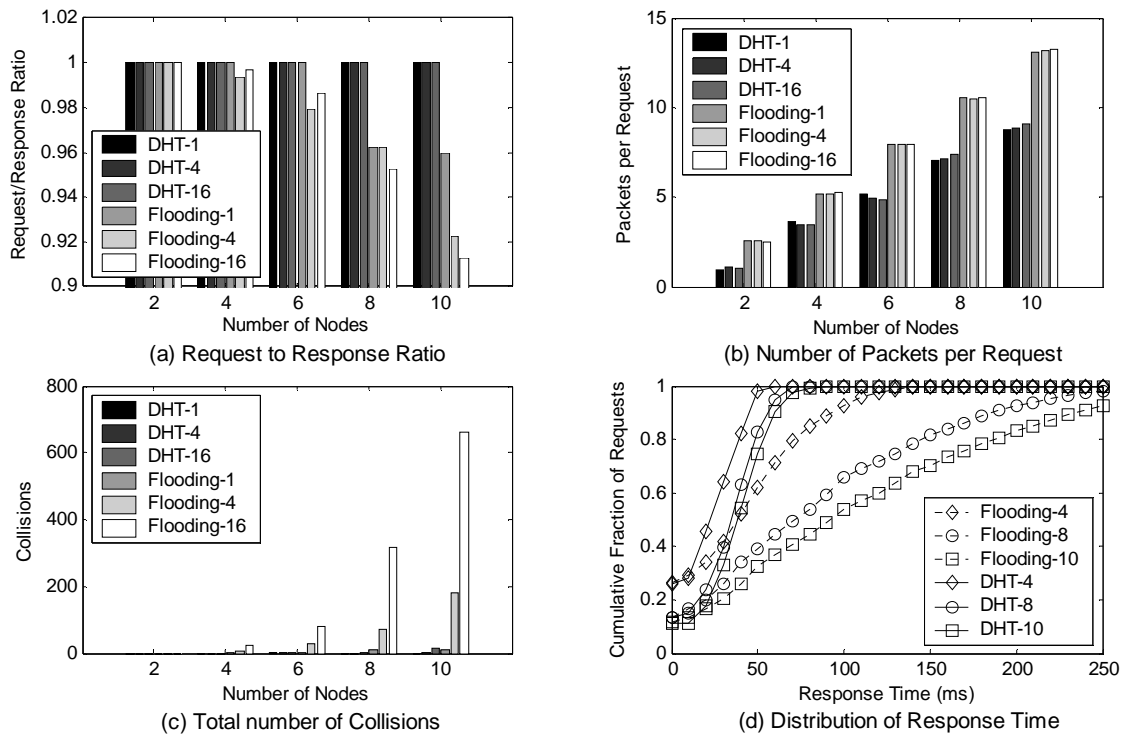 1.02
1
0.98
0.96
0.94
0.92
0.9
Request/Response Ratio
DHT-1
DHT-4
DHT-16
Flooding-1
Flooding-4
Flooding-16
2 4 6 8 10
Number of Nodes
(a) Request to Response Ratio
15
10
5
0
Packets per Request
DHT-1
DHT-4
DHT-16
Flooding-1
Flooding-4
Flooding-16
2 4 6 8 10
Number of Nodes
(b) Number of Packets per Request
800
600
400
200
0
Collisions
DHT-1
DHT-4
DHT-16
Flooding-1
Flooding-4
Flooding-16
2 4 6 8 10
Number of Nodes
(c) Total number of Collisions
1
0.8
0.6
0.4
0.2
0
Cumulative Fraction of Requests
Flooding-4
Flooding-8
Flooding-10
DHT-4
DHT-8
DHT-10
0 50 100 150 200 250
Response Time (ms)
(d) Distribution of Response Time